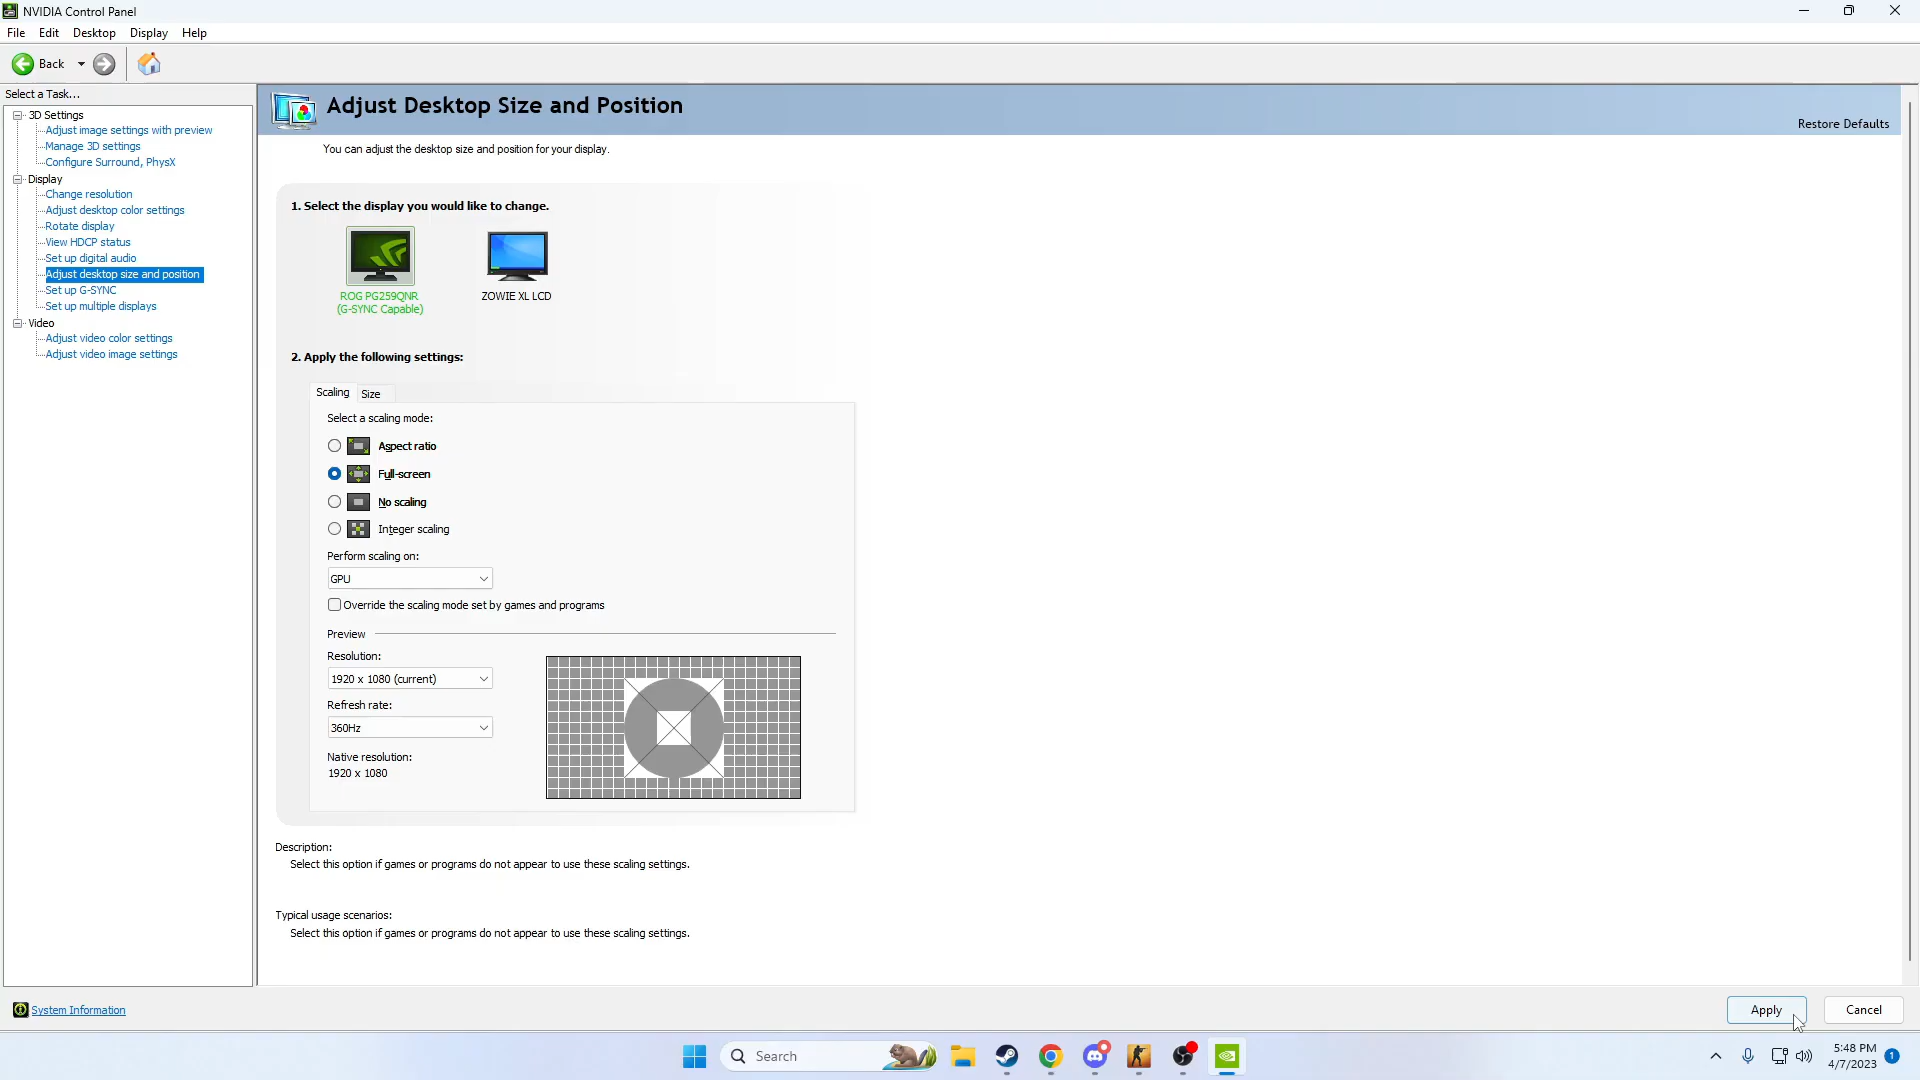 NVIDIA Control Panel
File Edit Desktop Display Help
Back
Select a Task...
3D Settings
Adjust image settings with preview
Manage 3D settings
Configure Surround, PhysX
Display
Change resolution
Adjust desktop color settings
Rotate display
View HDCP status
Set up digital audio
Adjust desktop size and position
Set up G-SYNC
Set up multiple displays
Video
Adjust video color settings
Adjust video image settings
Adjust Desktop Size and Position
Restore Defaults
You can adjust the desktop size and position for your display.
1. Select the display you would like to change.
ROG PG259QNR
(G-SYNC Capable)
ZOWIE XL LCD
2. Apply the following settings:
Scaling Size
Select a scaling mode:
Aspect ratio
Full-screen
No scaling
Integer scaling
Perform scaling on:
GPU
Override the scaling mode set by games and programs
Preview
Resolution:
1920 x 1080 (current)
Refresh rate:
360Hz
Native resolution:
1920 x 1080
Description:
Select this option if games or programs do not appear to use these scaling settings.
Typical usage scenarios:
Select this option if games or programs do not appear to use these scaling settings.
System Information
Apply Cancel
Search
5:48 PM
4/7/2023
1